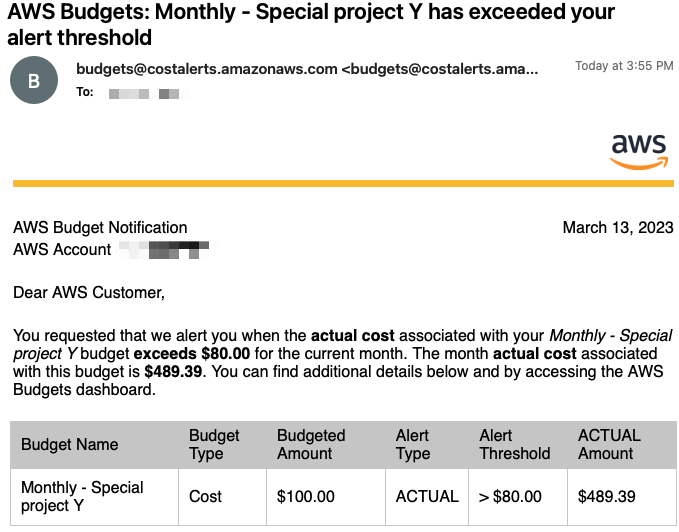 AWS Budgets: Monthly - Special project Y has exceeded your
alert threshold
B
budgets@costalerts.amazonaws.com <budgets@costalerts.ama...
Today at 3:55 PM
To:
aws
AWS Budget Notification
March 13, 2023
AWS Account
Dear AWS Customer,
You requested that we alert you when the actual cost associated with your Monthly - Special
project Y budget exceeds $80.00 for the current month. The month actual cost associated
with this budget is $489.39. You can find additional details below and by accessing the AWS
Budgets dashboard.
Budget Name
Budget
Type
Budgeted
Amount
Alert
Type
Alert
Threshold
ACTUAL
Amount
Monthly - Special
project Y
Cost
$100.00
ACTUAL
> $80.00
$489.39